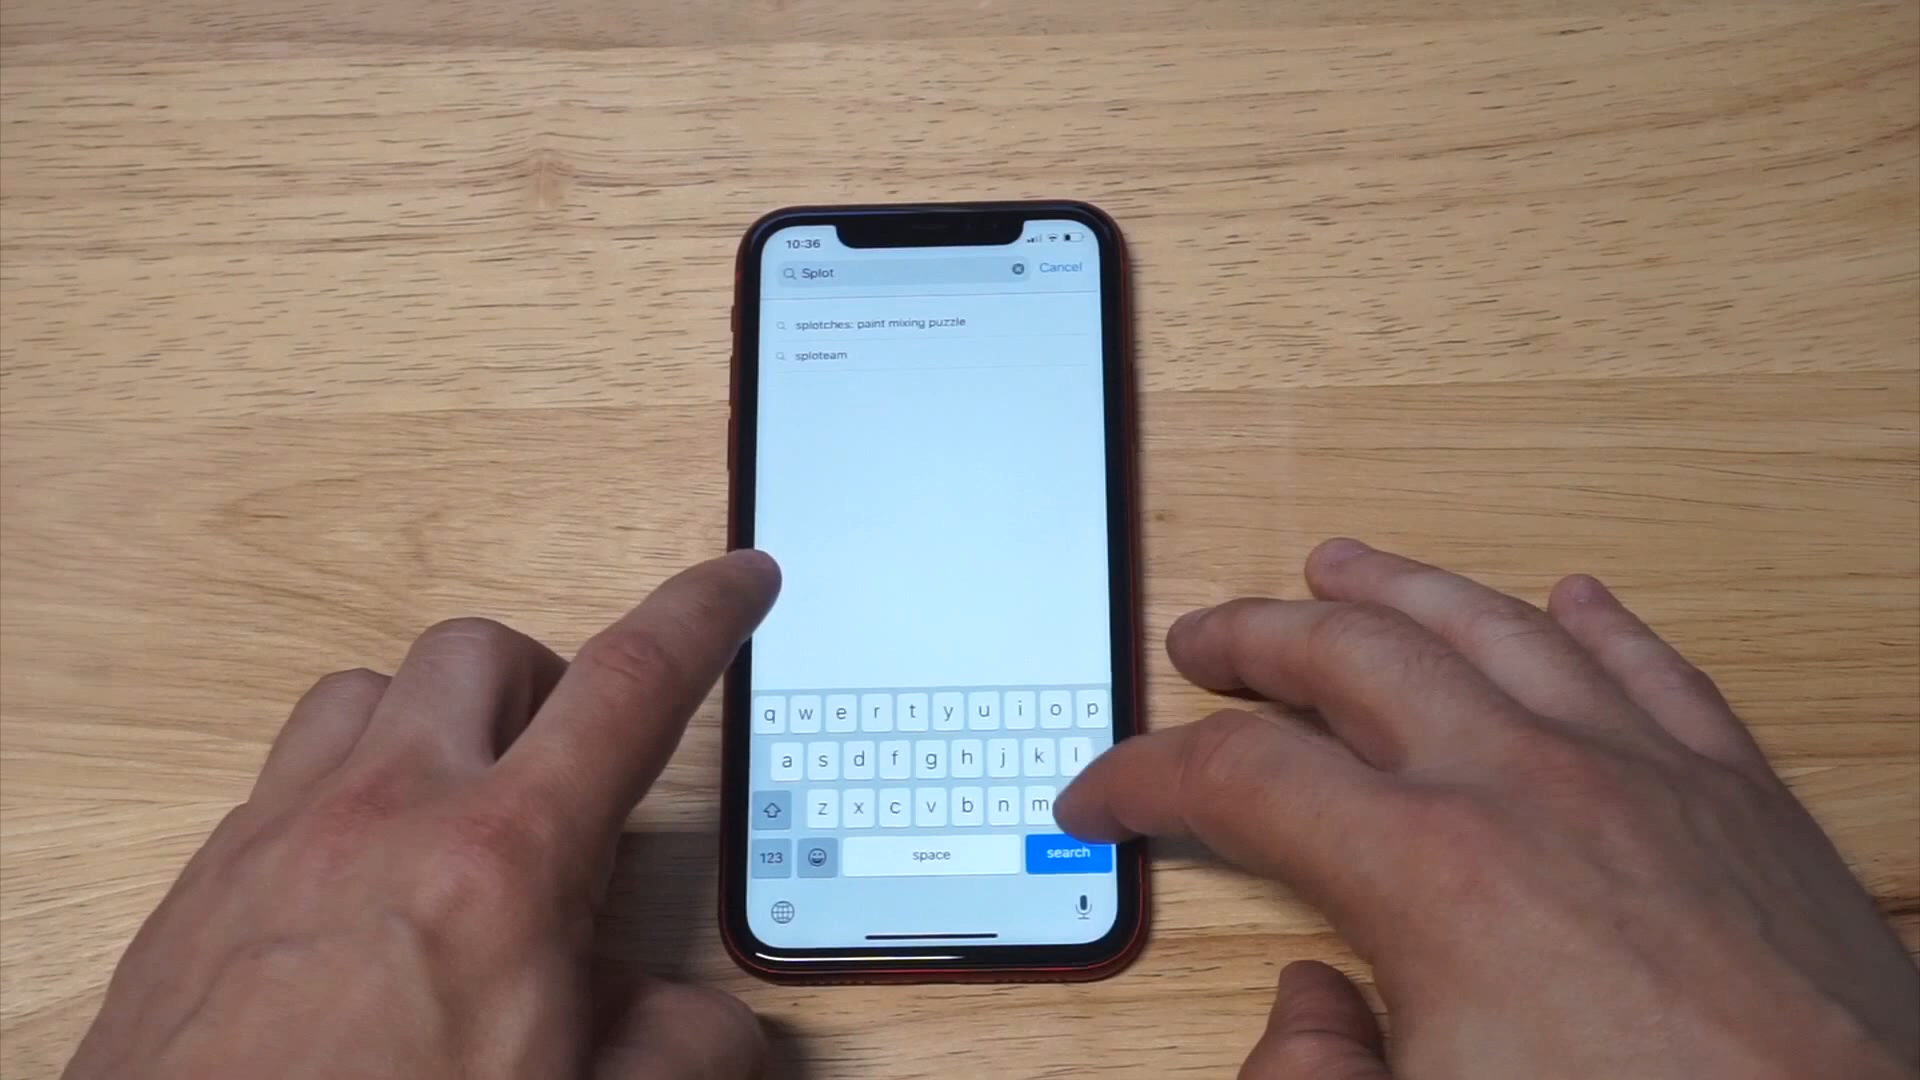 10:36
Splot
Cancel
splotches: paint mixing puzzle
sploteam
q w e r t y u i o p
a s d f g h j k l
z x c v b n m
123 space search